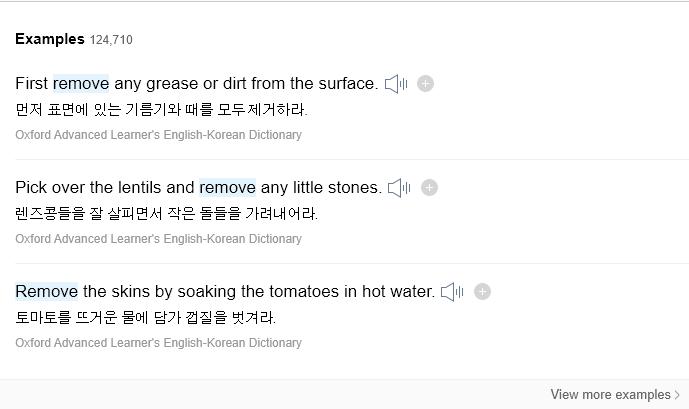 Examples 124,710
First remove any grease or dirt from the surface.
먼저 표면에 있는 기름기와 때를 모두 제거하라.
Oxford Advanced Learner's English-Korean Dictionary
Pick over the lentils and remove any little stones.
렌즈콩들을 잘 살피면서 작은 돌들을 가려내어라.
Oxford Advanced Learner's English-Korean Dictionary
Remove the skins by soaking the tomatoes in hot water.
토마토를 뜨거운 물에 담가 껍질을 벗겨라.
Oxford Advanced Learner's English-Korean Dictionary
View more examples